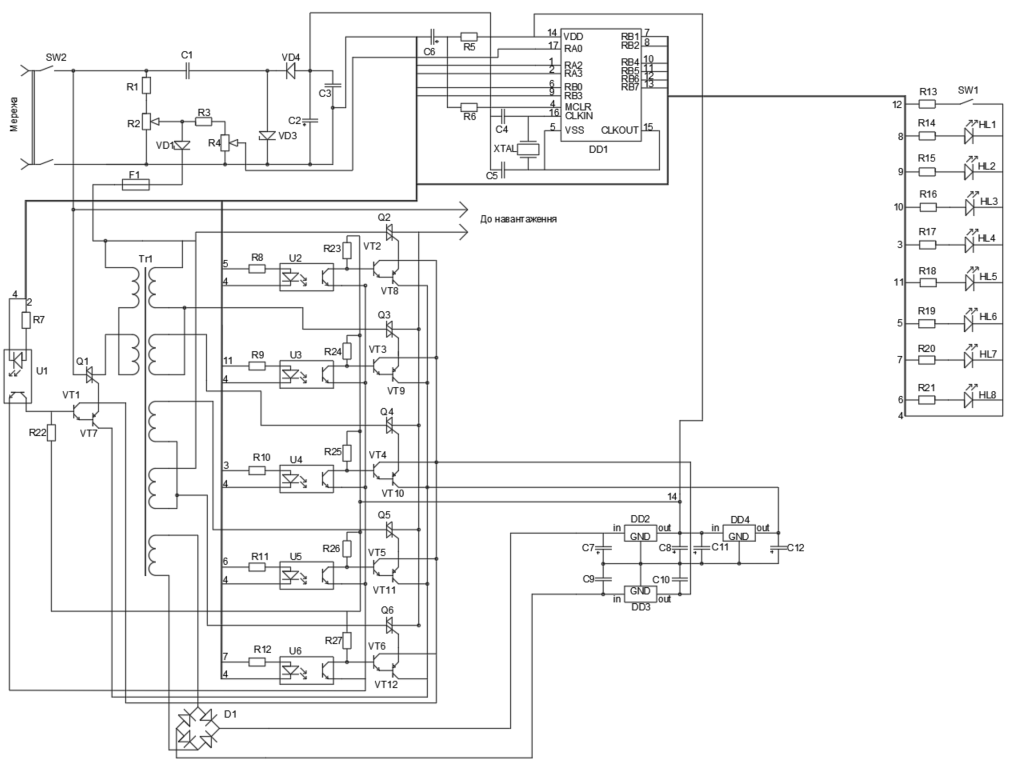 SW2
C1
VD4
R1
R2
R3
R4
VD1
VD3
C2
C3
Мережа
F1
C6
R5
R6
C4
C5
XTAL
14 VDD
17 RA0
1 RA2
2 RA3
6 RB0
9 RB3
4 MCLR
16 CLKIN
5 VSS
RB1 7
RB2 8
RB4 10
RB5 11
RB6 12
RB7 13
CLKOUT 15
DD1
12 R13 SW1
8 R14 HL1
9 R15 HL2
10 R16 HL3
3 R17 HL4
11 R18 HL5
5 R19 HL6
7 R20 HL7
6 R21 HL8
4
До навантаження
Tr1
4
2
R7
U1
Q1
VT1
VT7
R22
5 R8 U2
4
R23
VT2
Q2
VT8
11 R9 U3
4
R24
Q3
VT3
VT9
3 R10 U4
4
R25
Q4
VT4
VT10
6 R11 U5
4
R26
Q5
VT5
VT11
7 R12 U6
4
R27
Q6
VT6
VT12
D1
14
in DD2 out
GND
in DD4 out
GND
C7
C8
C11
C12
C9
C10
GND
in DD3 out